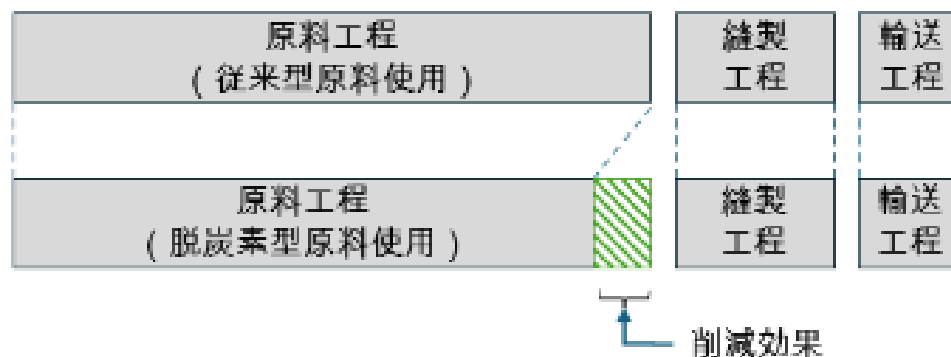 原料工程
(従来型原料使用)
縫製
工程
輸送
工程
原料工程
(脱炭素型原料使用)
縫製
工程
輸送
工程
削減効果